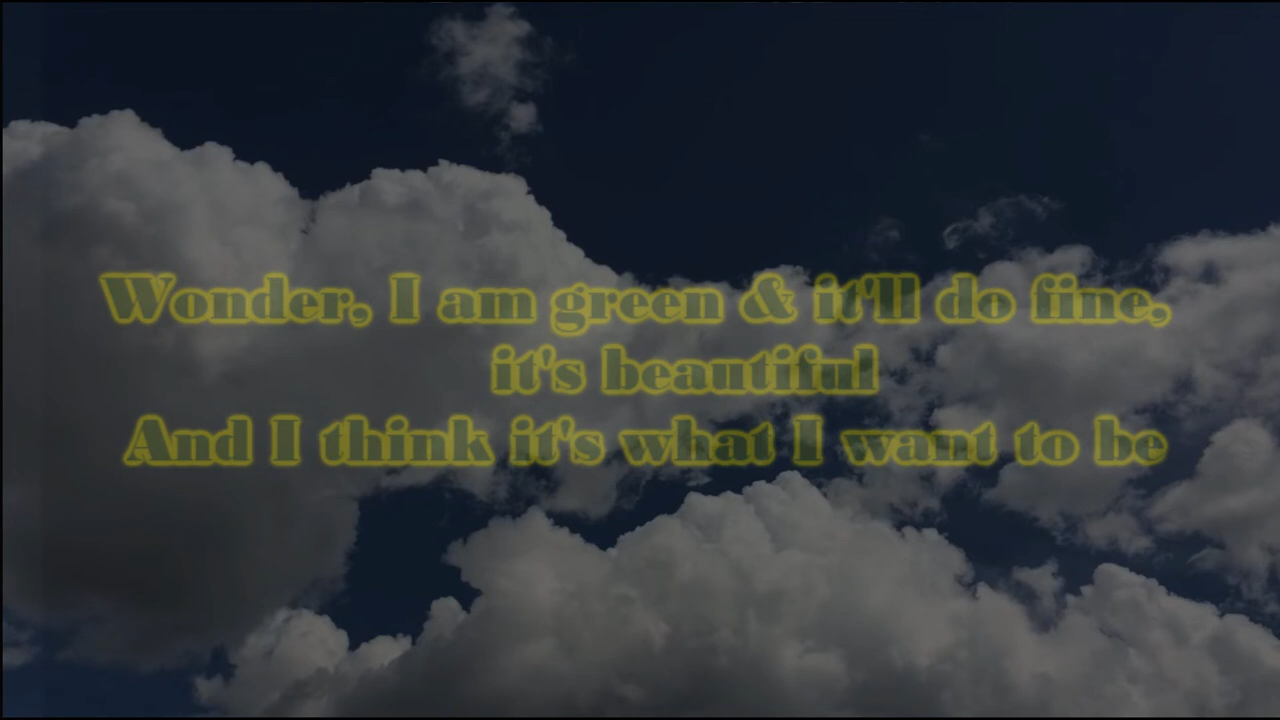 Wonder, I am green & it'll do fine,
it's beautiful
And I think it's what I want to be